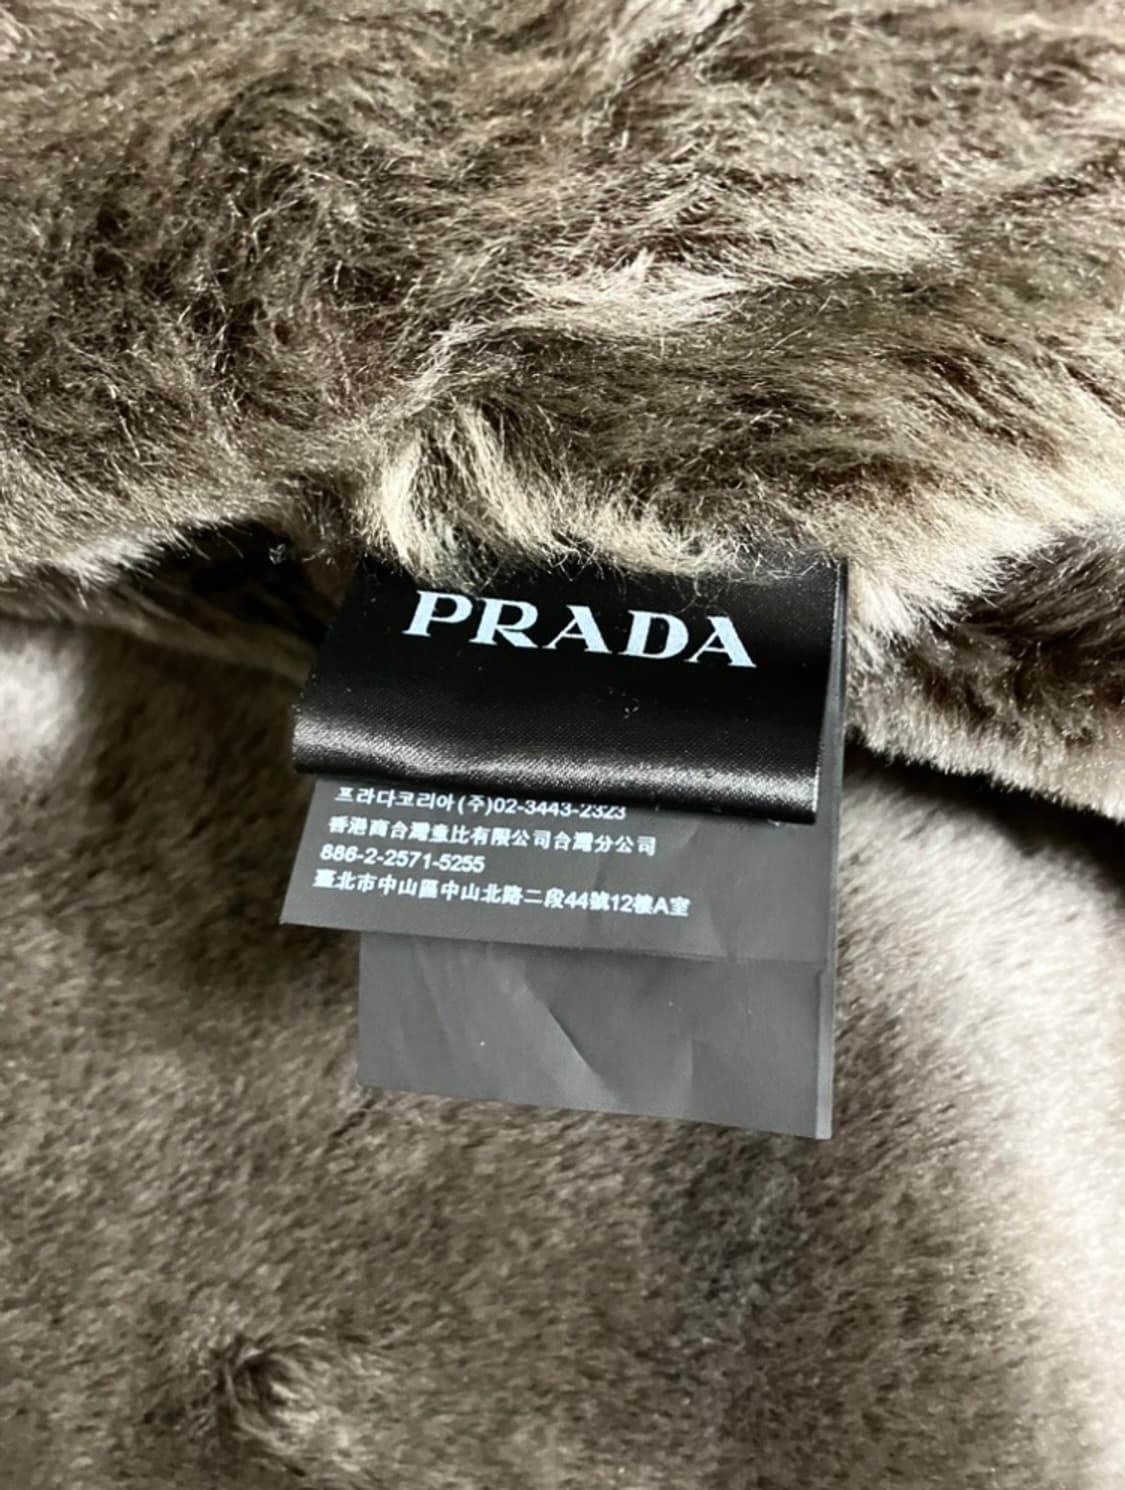 PRADA
프라다코리아(주)02-3443-2323
香港商台灣童比有限公司台灣分公司
886-2-2571-5255
臺北市中山區中山北路二段44號12樓A室